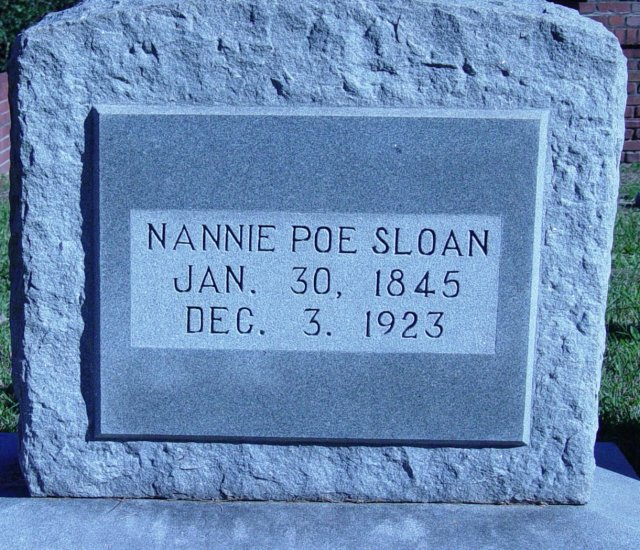 NANNIE POE SLOAN
JAN. 30, 1845
DEC. 3. 1923